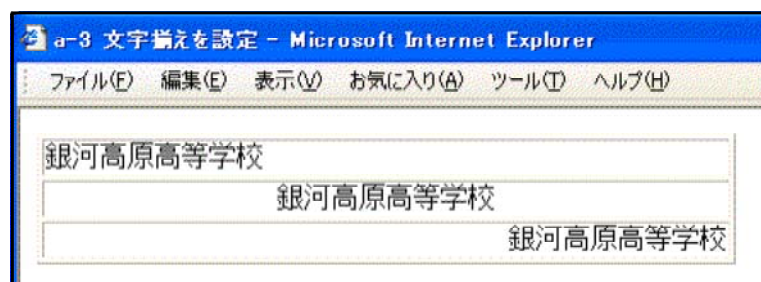 a-3 文字揃えを設定 - Microsoft Internet Explorer
ファイル(F) 編集(E) 表示(V) お気に入り(A) ツール(T) ヘルプ(H)
銀河高原高等学校
銀河高原高等学校
銀河高原高等学校